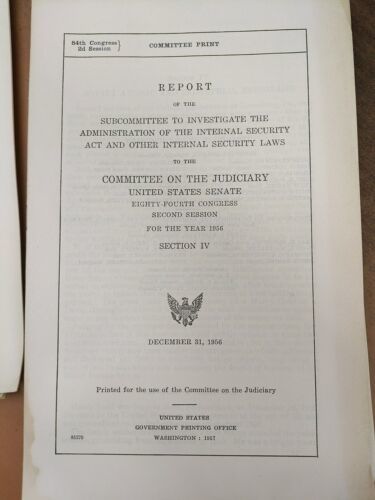 84th Congress
2d Session
COMMITTEE PRINT
REPORT
OF THE
SUBCOMMITTEE TO INVESTIGATE THE
ADMINISTRATION OF THE INTERNAL SECURITY
ACT AND OTHER INTERNAL SECURITY LAWS
TO THE
COMMITTEE ON THE JUDICIARY
UNITED STATES SENATE
EIGHTY-FOURTH CONGRESS
SECOND SESSION
FOR THE YEAR 1956
SECTION IV
DECEMBER 31, 1956
Printed for the use of the Committee on the Judiciary
UNITED STATES
GOVERNMENT PRINTING OFFICE
WASHINGTON : 1957